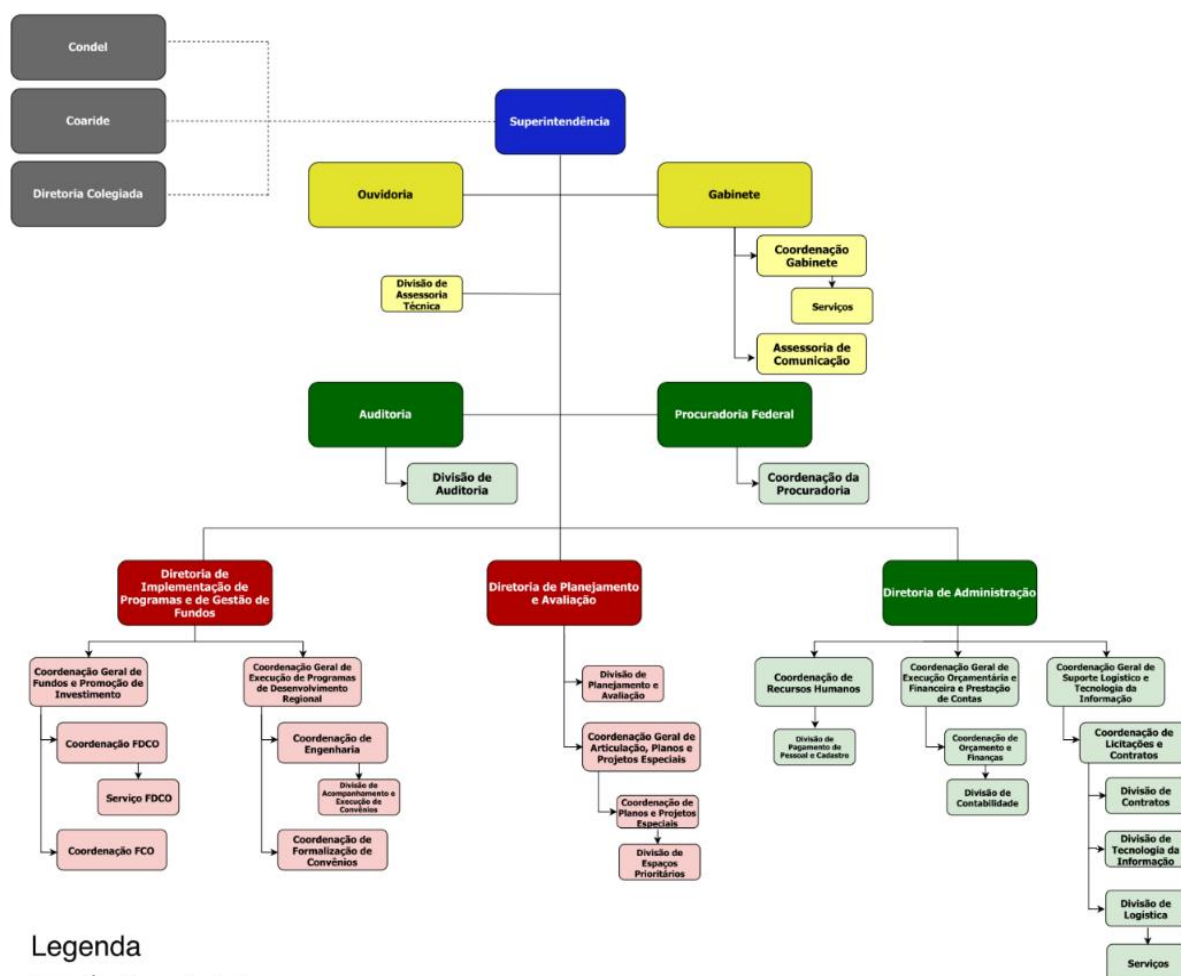 Condel
Coaride
Diretoria Colegiada
Superintendência
Ouvidoria
Gabinete
Coordenação
Gabinete
Serviços
Divisão de
Assessoria
Técnica
Assessoria de
Comunicação
Auditoria
Procuradoria Federal
Divisão de
Auditoria
Coordenação da
Procuradoria
Diretoria de
Implementação de
Programas e de Gestão de
Fundos
Diretoria de Planejamento
e Avaliação
Diretoria de Administração
Coordenação Geral de
Fundos e Promoção de
Investimento
Coordenação FDCO
Serviço FDCO
Coordenação FCO
Coordenação Geral de
Execução de Programas
de Desenvolvimento
Regional
Coordenação de
Engenharia
Divisão de
Acompanhamento e
Execução de
Convênios
Coordenação de
Formalização de
Convênios
Divisão de
Planejamento e
Avaliação
Coordenação Geral de
Articulação, Planos e
Projetos Especiais
Coordenação de
Planos e Projetos
Especiais
Divisão de
Espaços
Prioritários
Coordenação de
Recursos Humanos
Divisão de
Pagamento de
Pessoal e Cadastro
Coordenação Geral de
Execução Orçamentária e
Financeira e Prestação
de Contas
Coordenação de
Orçamento e
Finanças
Divisão de
Contabilidade
Coordenação Geral de
Suporte Logístico e
Tecnologia da
Informação
Coordenação de
Licitações e
Contratos
Divisão de
Contratos
Divisão de
Tecnologia da
Informação
Divisão de
Logística
Serviços
Legenda